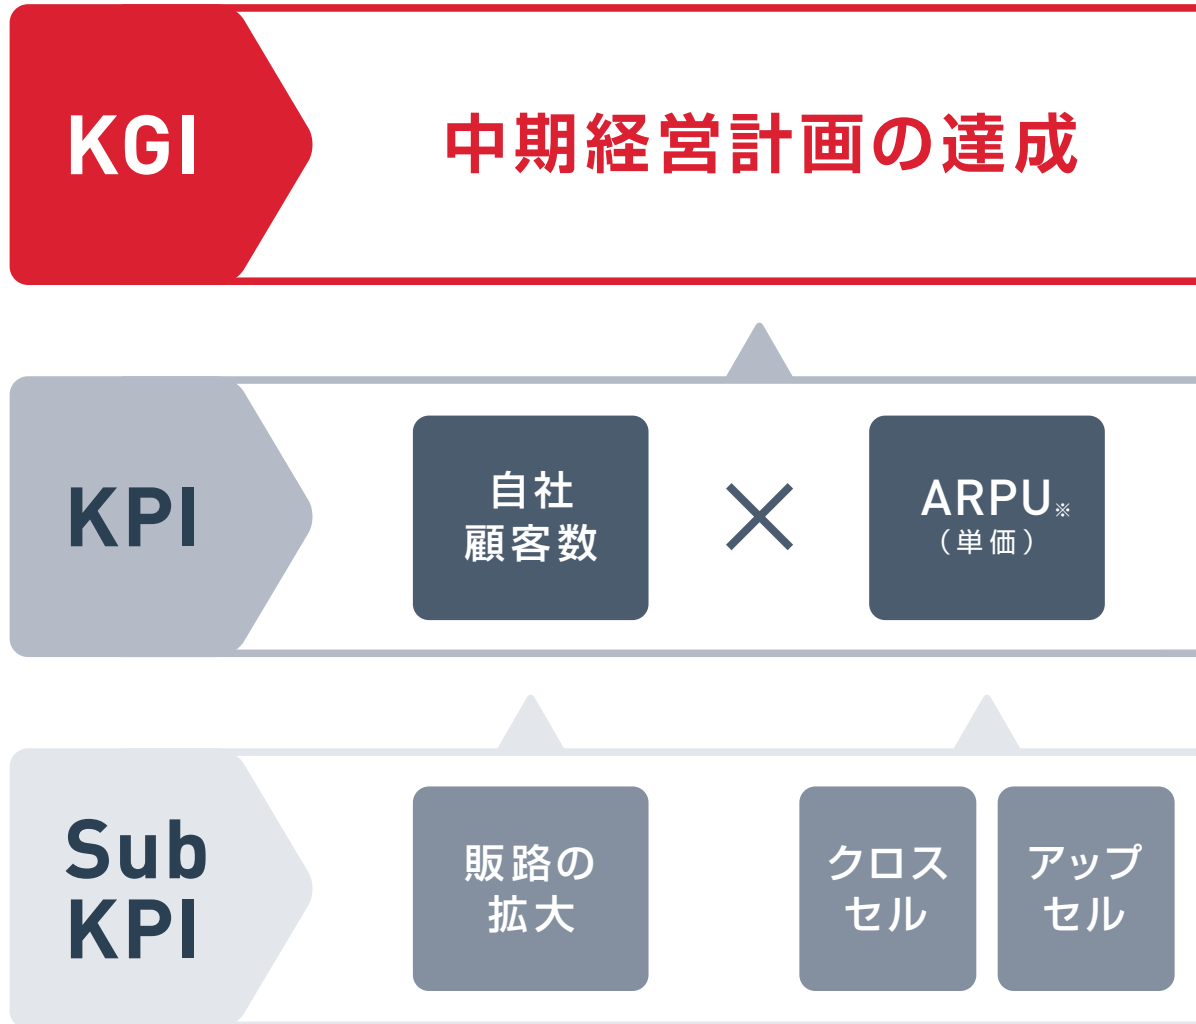 KGI
中期経営計画の達成
KPI
自社
顧客数
×
ARPU※
（単価）
Sub
KPI
販路の
拡大
クロス
セル
アップ
セル